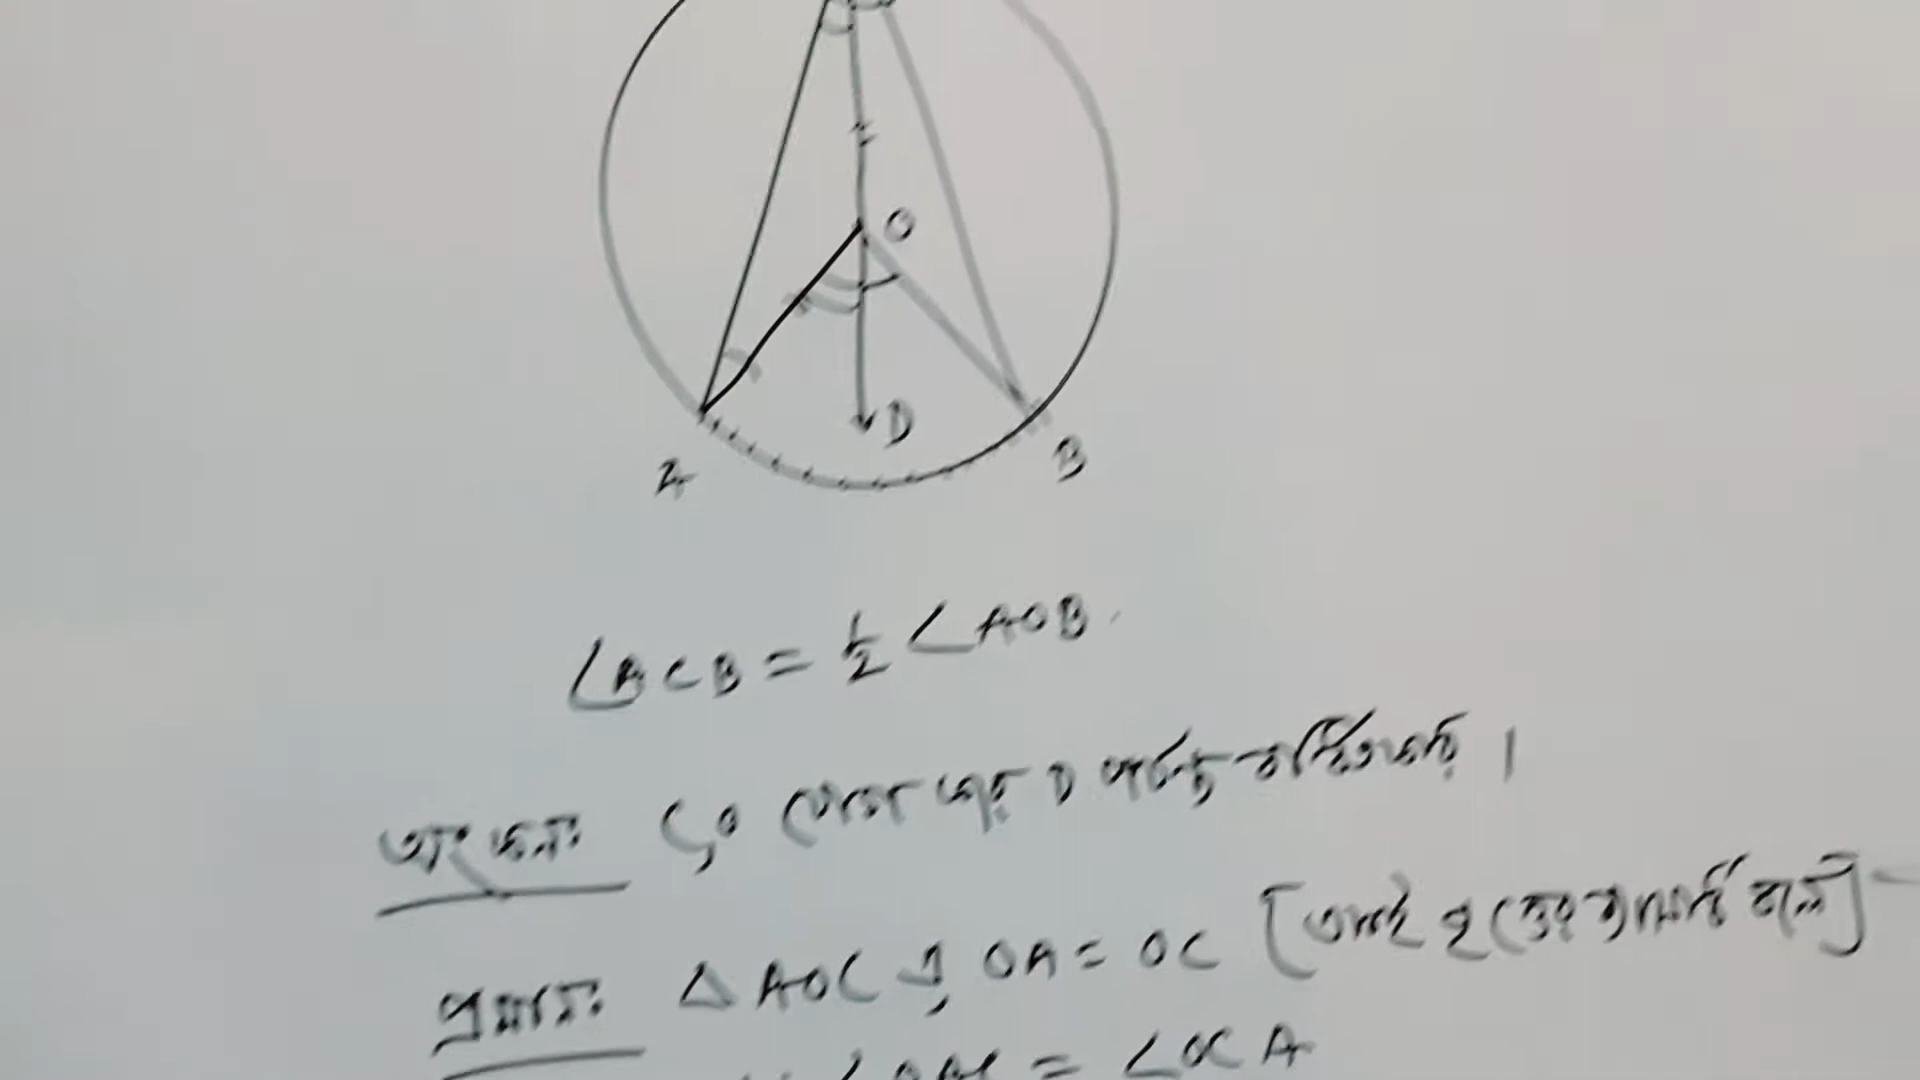 O
D
A
B
∠ACB = 1/2 ∠AOB.
অংকনঃ C,O যোগ করে D পর্যন্ত বর্ধিত করি।
প্রমাণঃ △AOC এ, OA = OC [একই বৃত্তের ব্যাসার্ধ বলে]
= ∠OCA